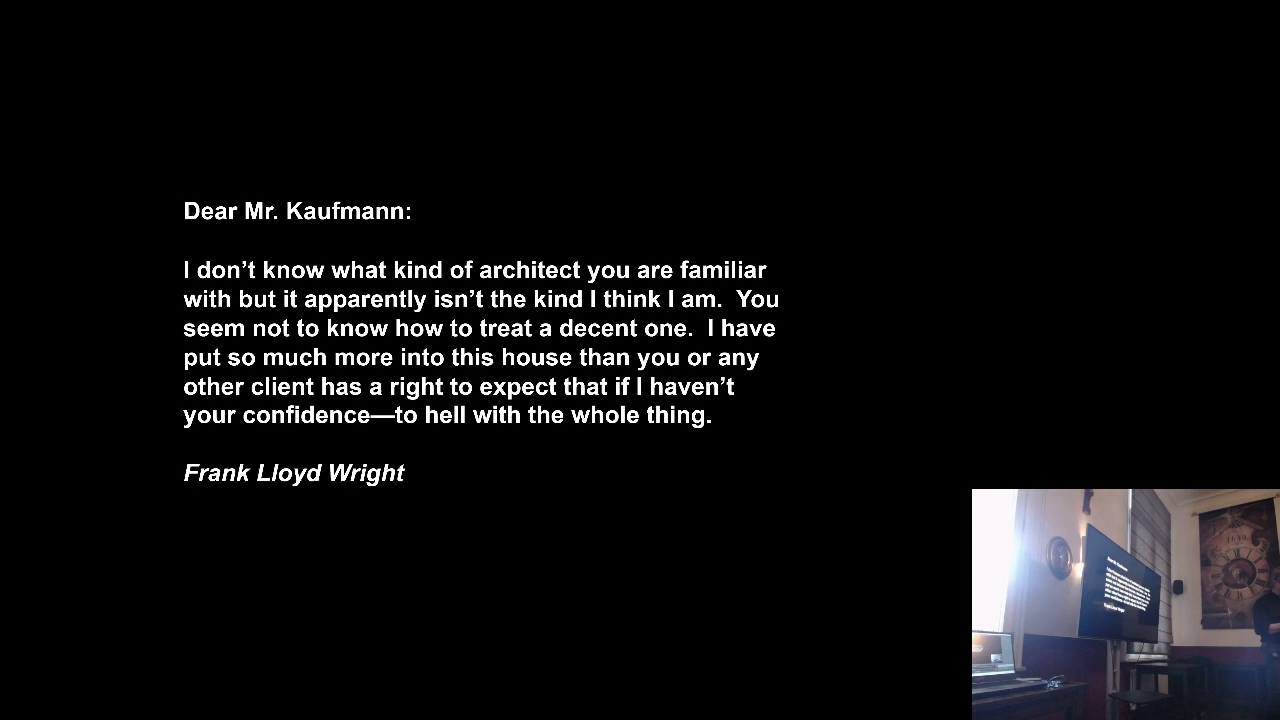 Dear Mr. Kaufmann:
I don’t know what kind of architect you are familiar
with but it apparently isn’t the kind I think I am.  You
seem not to know how to treat a decent one.  I have
put so much more into this house than you or any
other client has a right to expect that if I haven’t
your confidence—to hell with the whole thing.
Frank Lloyd Wright